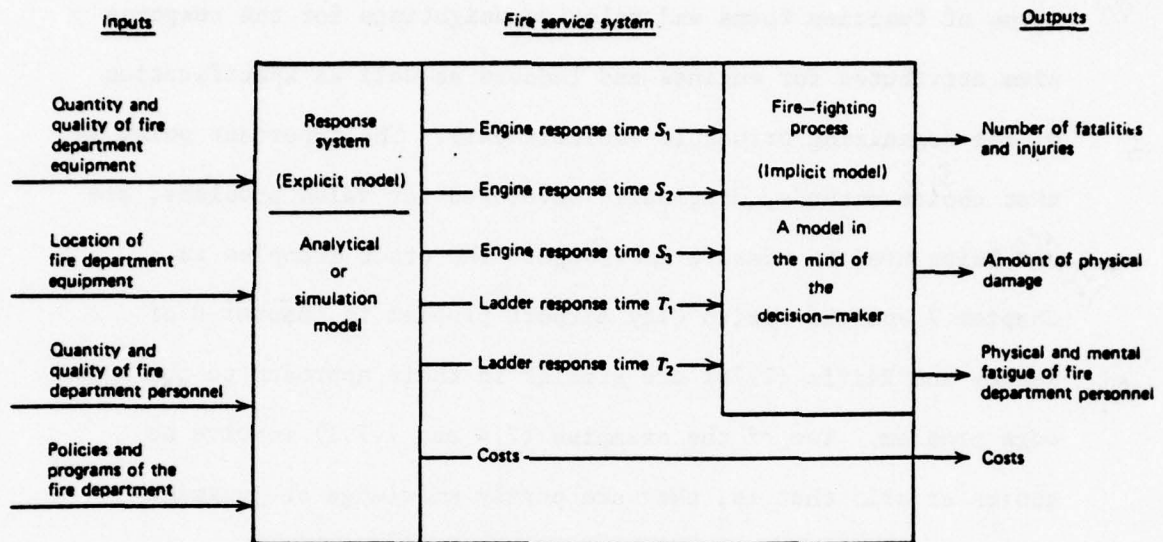 Inputs
Fire service system
Outputs
Quantity and
quality of fire
department
equipment
Location of
fire department
equipment
Quantity and
quality of fire
department personnel
Policies and
programs of the
fire department
Response
system
(Explicit model)
Analytical
or
simulation
model
Engine response time S1
Engine response time S2
Engine response time S3
Ladder response time T1
Ladder response time T2
Costs
Fire–fighting
process
(Implicit model)
A model in
the mind of
the
decision–maker
Number of fatalities
and injuries
Amount of physical
damage
Physical and mental
fatigue of fire
department personnel
Costs